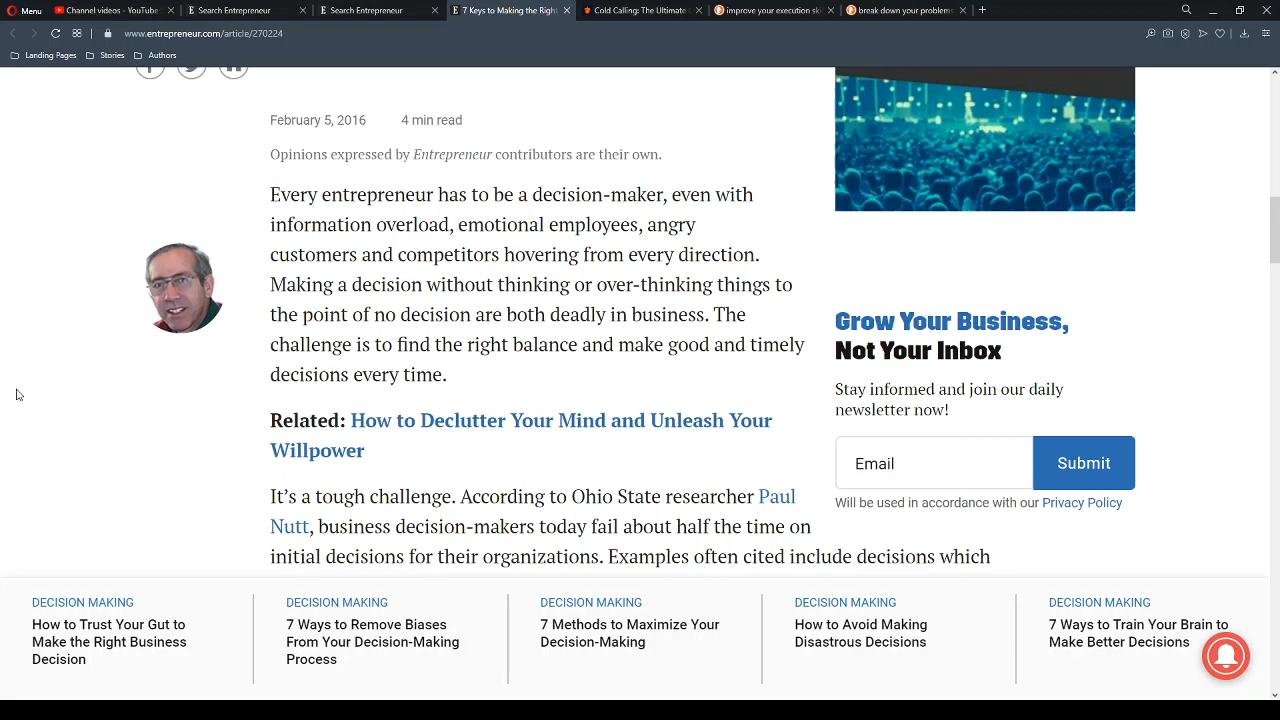 Menu
Channel videos - YouTube
Search Entrepreneur
Search Entrepreneur
7 Keys to Making the Right
Cold Calling: The Ultimate
improve your execution ski
break down your problems
www.entrepreneur.com/article/270224
Landing Pages
Stories
Authors
February 5, 2016
4 min read
Opinions expressed by Entrepreneur contributors are their own.
Every entrepreneur has to be a decision-maker, even with
information overload, emotional employees, angry
customers and competitors hovering from every direction.
Making a decision without thinking or over-thinking things to
the point of no decision are both deadly in business. The
challenge is to find the right balance and make good and timely
decisions every time.
Related: How to Declutter Your Mind and Unleash Your
Willpower
It's a tough challenge. According to Ohio State researcher Paul
Nutt, business decision-makers today fail about half the time on
initial decisions for their organizations. Examples often cited include decisions which
Grow Your Business,
Not Your Inbox
Stay informed and join our daily
newsletter now!
Email
Submit
Will be used in accordance with our Privacy Policy
DECISION MAKING
How to Trust Your Gut to
Make the Right Business
Decision
DECISION MAKING
7 Ways to Remove Biases
From Your Decision-Making
Process
DECISION MAKING
7 Methods to Maximize Your
Decision-Making
DECISION MAKING
How to Avoid Making
Disastrous Decisions
DECISION MAKING
7 Ways to Train Your Brain to
Make Better Decisions